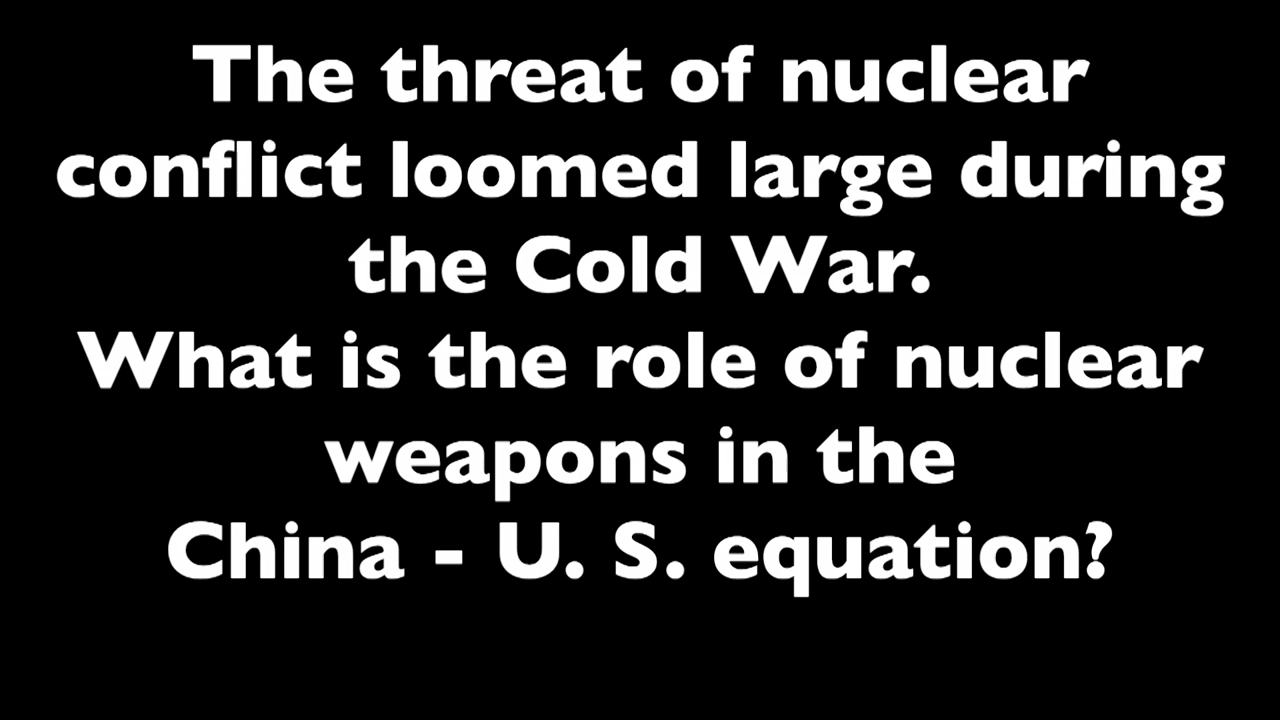 The threat of nuclear
conflict loomed large during
the Cold War.
What is the role of nuclear
weapons in the
China - U. S. equation?